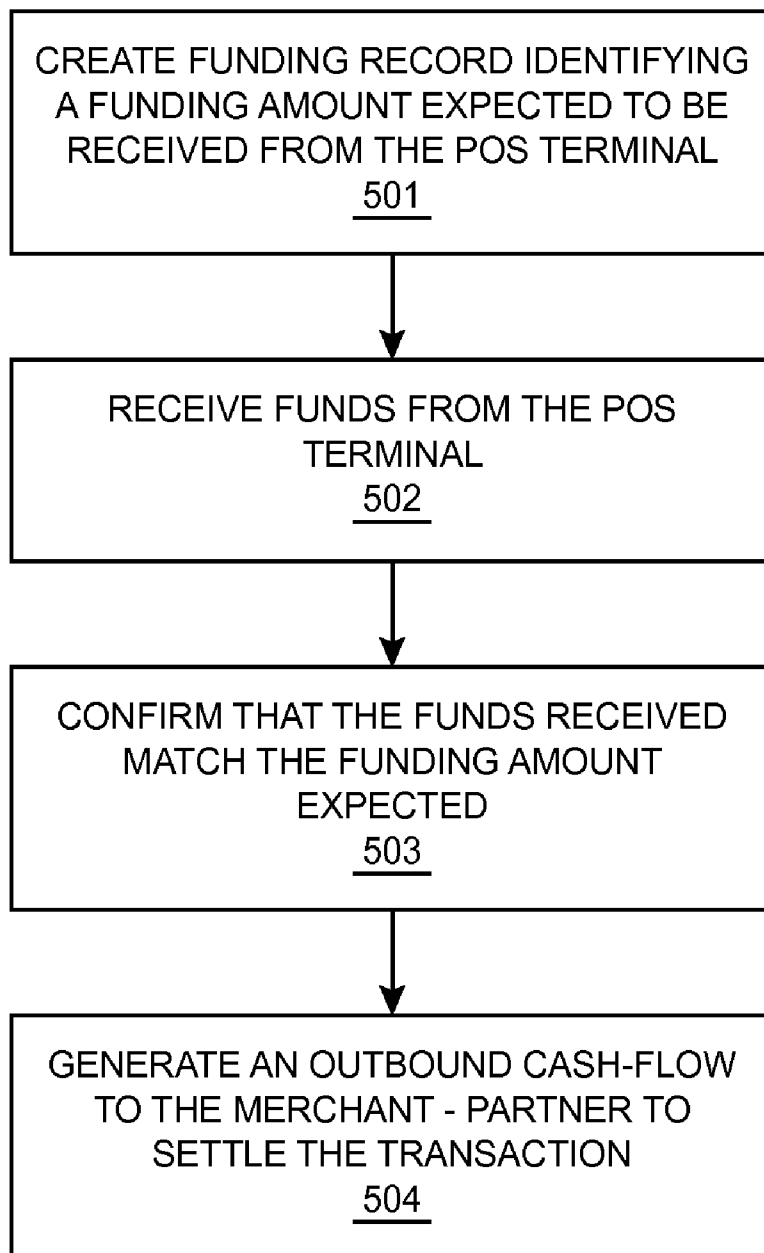 CREATE FUNDING RECORD IDENTIFYING
A FUNDING AMOUNT EXPECTED TO BE
RECEIVED FROM THE POS TERMINAL
501
RECEIVE FUNDS FROM THE POS
TERMINAL
502
CONFIRM THAT THE FUNDS RECEIVED
MATCH THE FUNDING AMOUNT
EXPECTED
503
GENERATE AN OUTBOUND CASH-FLOW
TO THE MERCHANT - PARTNER TO
SETTLE THE TRANSACTION
504